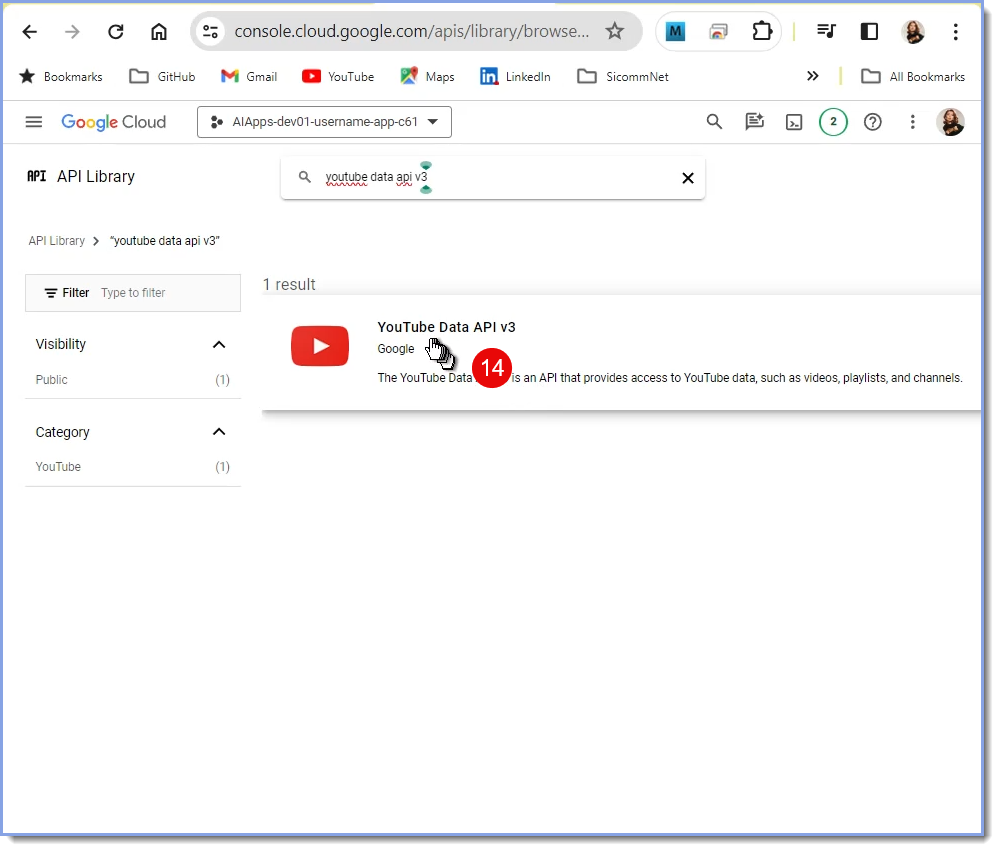 console.cloud.google.com/apis/library/browse...
M
Bookmarks GitHub Gmail YouTube Maps LinkedIn SicommNet All Bookmarks
Google Cloud AIApps-dev01-username-app-c61 2
API API Library youtube data api v3
API Library "youtube data api v3"
Filter Type to filter
1 result
Visibility
Public (1)
Category
YouTube (1)
YouTube Data API v3
Google
14
The YouTube Data is an API that provides access to YouTube data, such as videos, playlists, and channels.